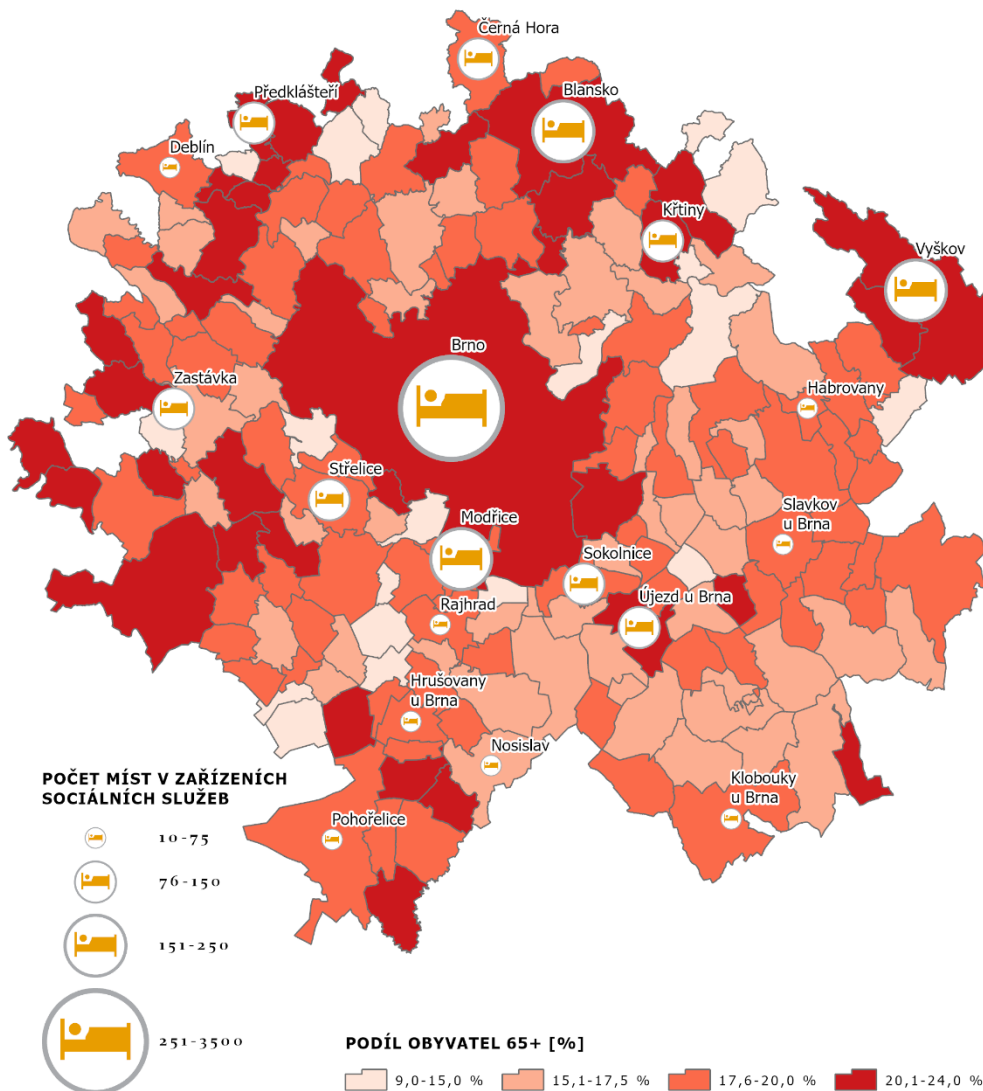 Černá Hora
Předklášteří
Blansko
Deblín
Křtiny
Vyškov
Brno
Zastávka
Habrovany
Střelice
Slavkov
u Brna
Modřice
Sokolnice
Újezd u Brna
Rajhrad
Hrušovany
u Brna
Nosislav
Klobouky
u Brna
Pohořelice
POČET MÍST V ZAŘÍZENÍCH
SOCIÁLNÍCH SLUŽEB
10-75
76-150
151-250
251-3500
PODÍL OBYVATEL 65+ [%]
9,0-15,0 % 15,1-17,5 % 17,6-20,0 % 20,1-24,0 %